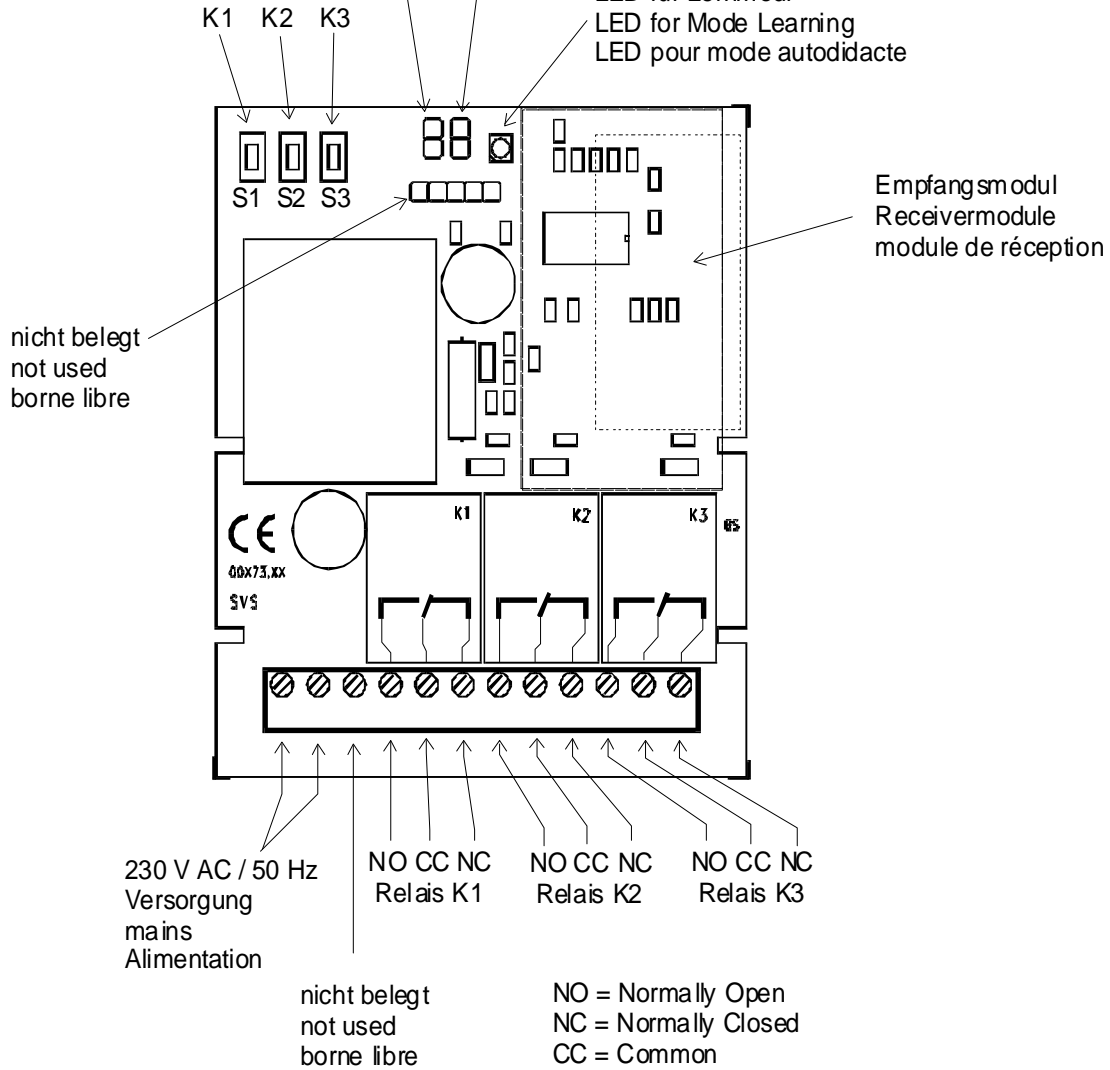 K1 K2 K3
LED for Mode Learning
LED pour mode autodidacte
S1 S2 S3
Empfangsmodul
Receivermodule
module de réception
nicht belegt
not used
borne libre
K1
K2
K3
CE
00X73.XX
SVS
230 V AC / 50 Hz
Versorgung
mains
Alimentation
NO CC NC
Relais K1
NO CC NC
Relais K2
NO CC NC
Relais K3
nicht belegt
not used
borne libre
NO = Normally Open
NC = Normally Closed
CC = Common